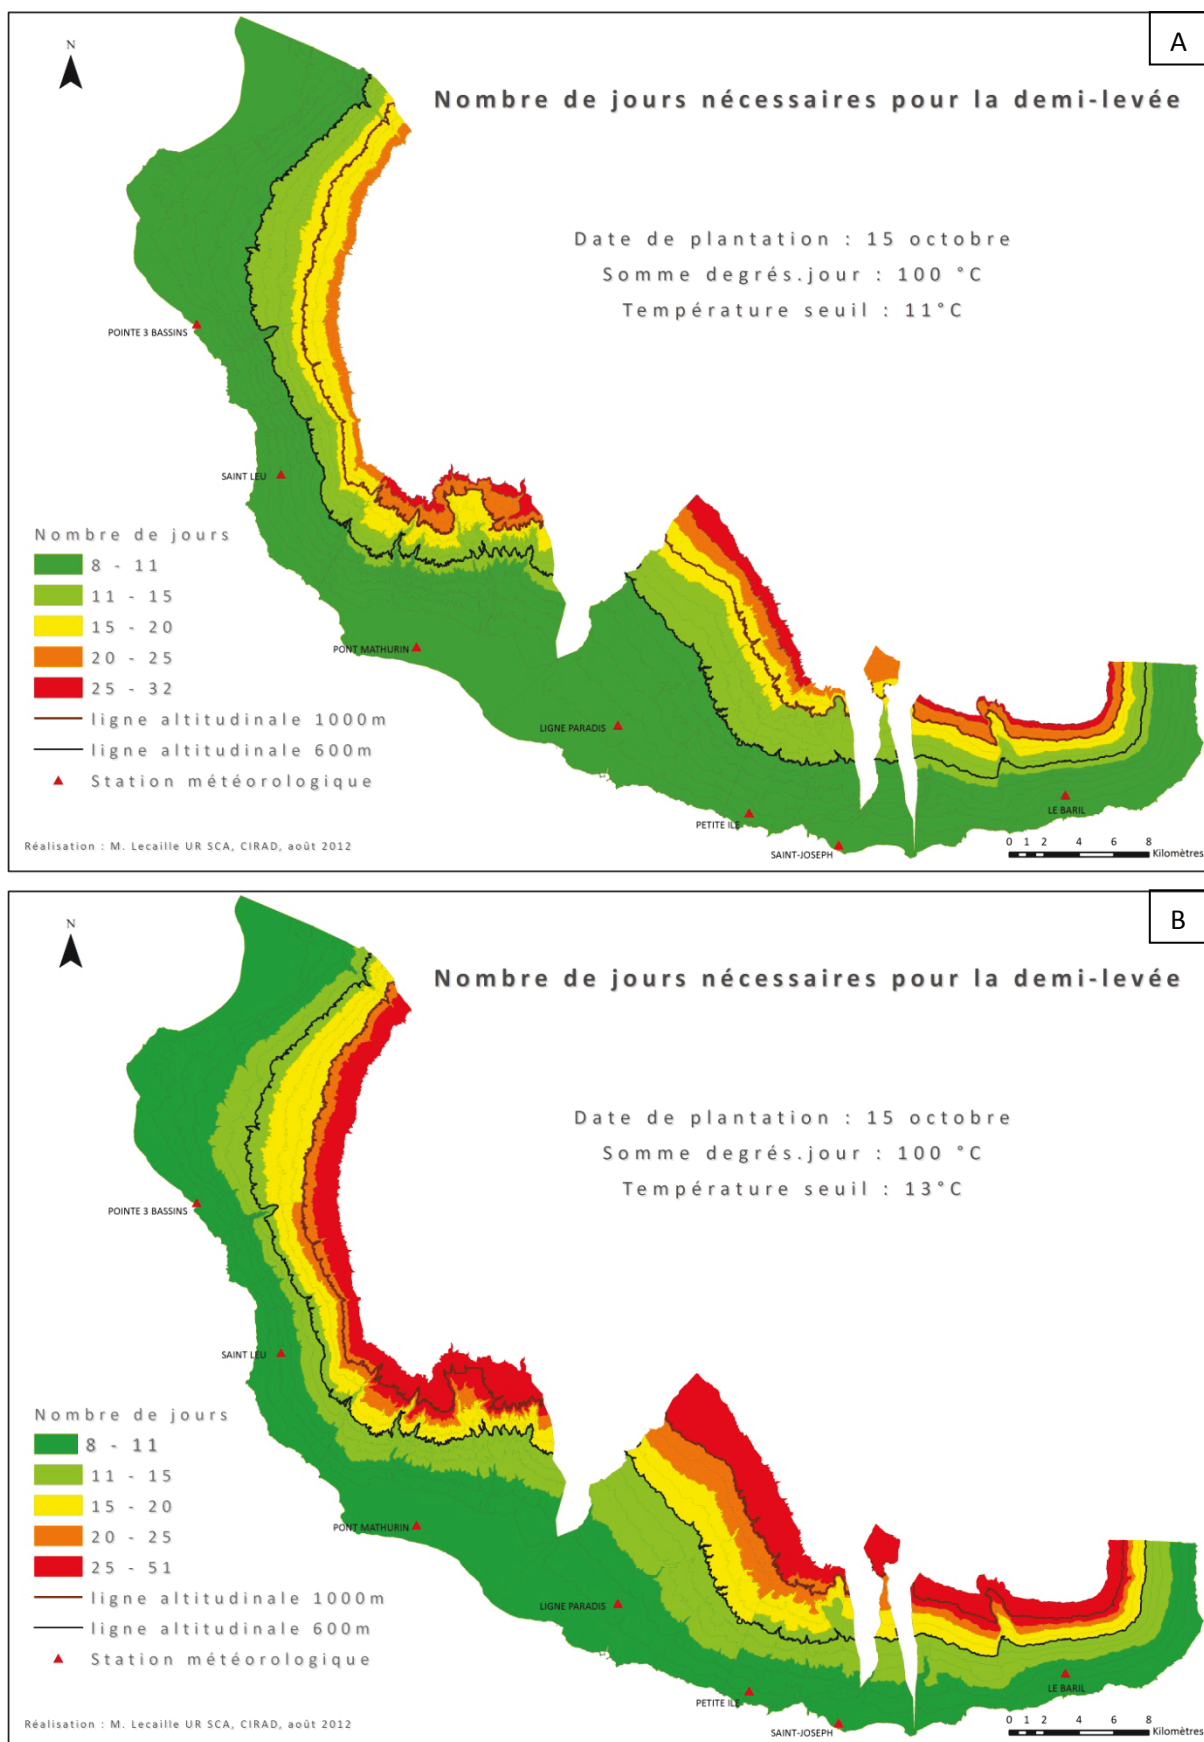 A
N
Nombre de jours nécessaires pour la demi-levée
Date de plantation : 15 octobre
Somme degrés.jour : 100 °C
Température seuil : 11°C
POINTE 3 BASSINS
SAINT LEU
Nombre de jours
8 - 11
11 - 15
15 - 20
20 - 25
25 - 32
ligne altitudinale 1000m
ligne altitudinale 600m
Station météorologique
PONT MATHURIN
LIGNE PARADIS
PETITE ILE
LE BARIL
SAINT-JOSEPH
0 1 2 4 6 8
Kilomètres
Réalisation : M. Lecaille UR SCA, CIRAD, août 2012
B
N
Nombre de jours nécessaires pour la demi-levée
Date de plantation : 15 octobre
Somme degrés.jour : 100 °C
Température seuil : 13°C
POINTE 3 BASSINS
SAINT LEU
Nombre de jours
8 - 11
11 - 15
15 - 20
20 - 25
25 - 51
ligne altitudinale 1000m
ligne altitudinale 600m
Station météorologique
PONT MATHURIN
LIGNE PARADIS
PETITE ILE
LE BARIL
SAINT-JOSEPH
0 1 2 4 6 8
Kilomètres
Réalisation : M. Lecaille UR SCA, CIRAD, août 2012